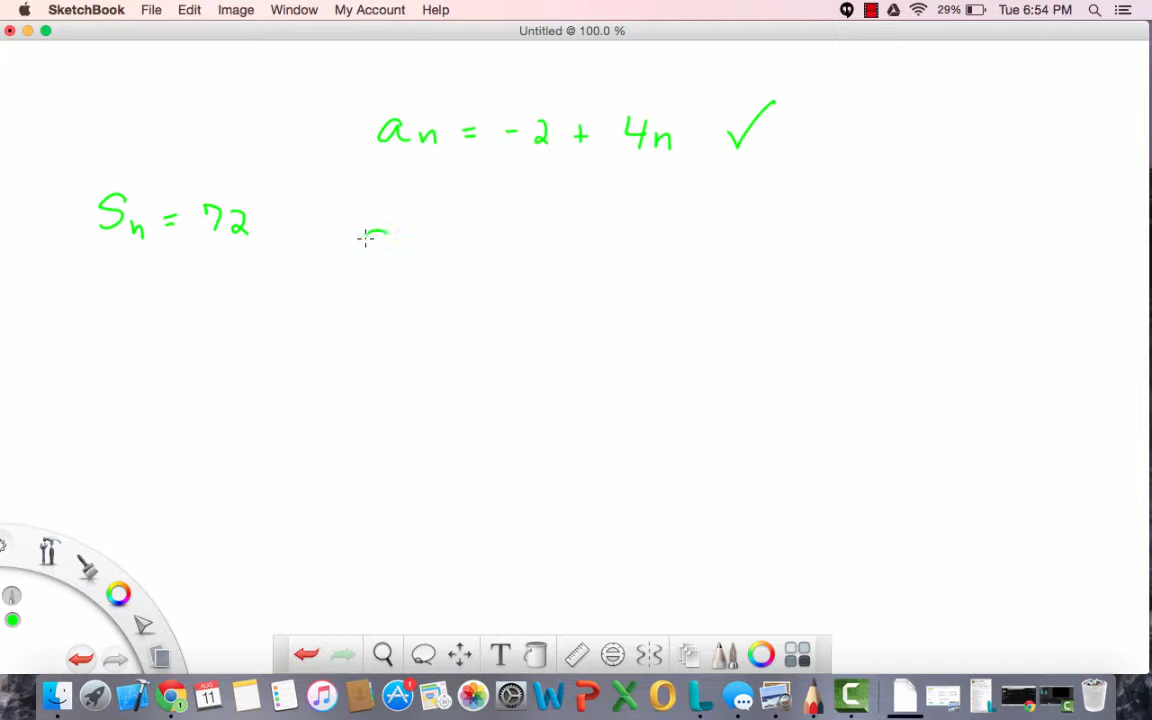 SketchBook File Edit Image Window My Account Help 29% Tue 6:54 PM
Untitled @ 100.0 %
an = -2 + 4n ✓
Sn = 72